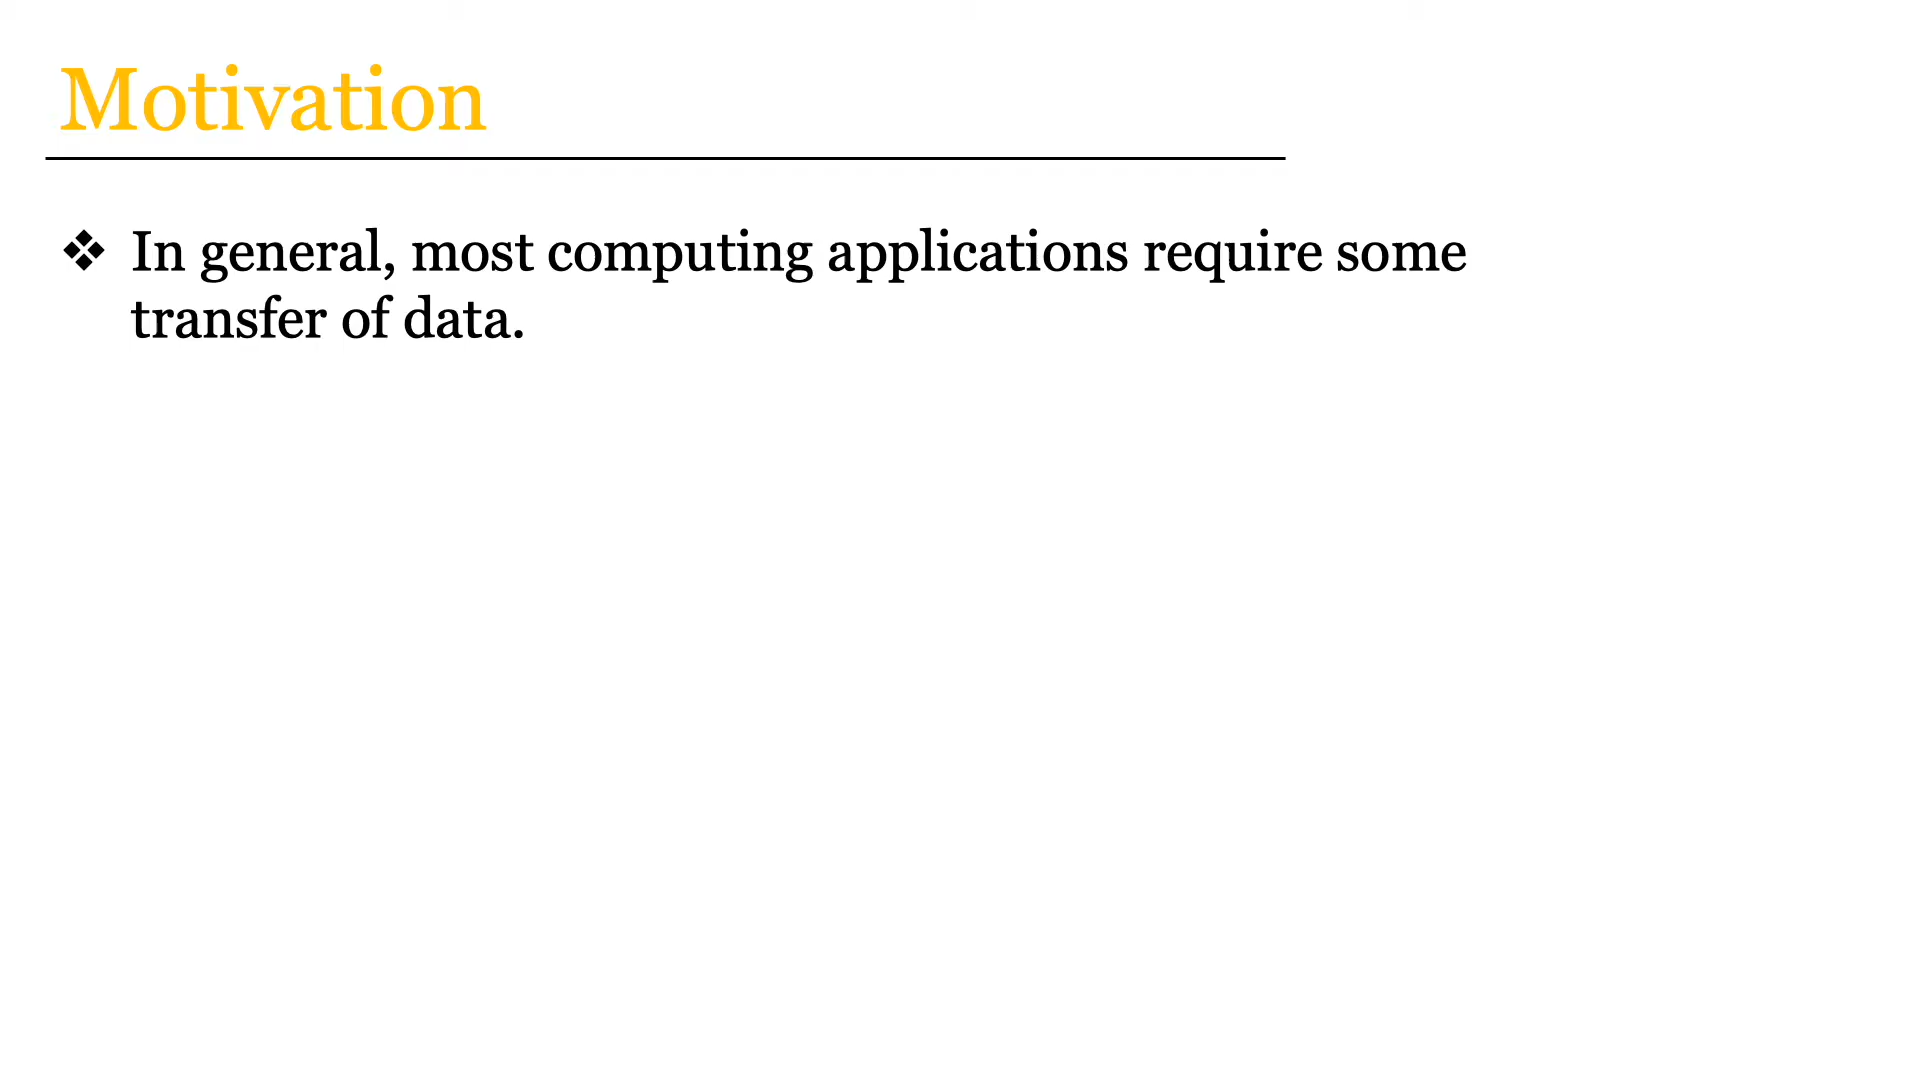 Motivation
❖ In general, most computing applications require some
transfer of data.